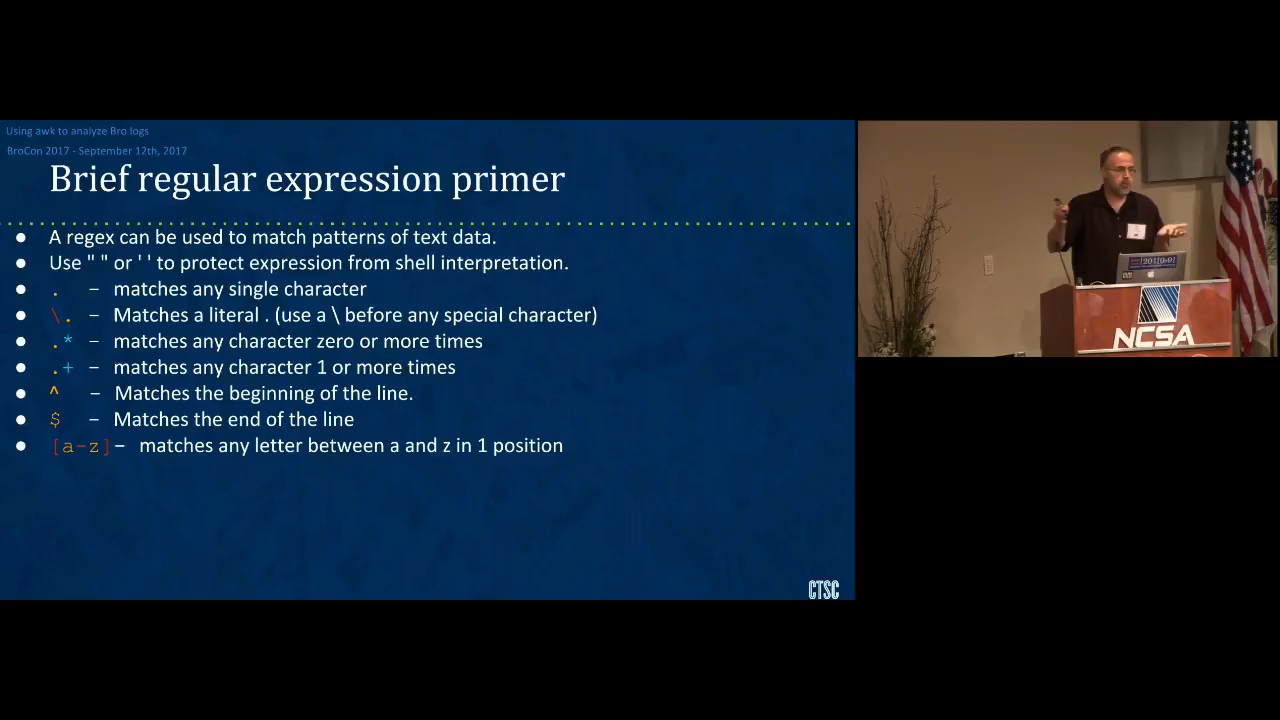 Using awk to analyze Bro logs
BroCon 2017 - September 12th, 2017
Brief regular expression primer
● A regex can be used to match patterns of text data.
● Use " " or ' ' to protect expression from shell interpretation.
● . – matches any single character
● \. – Matches a literal . (use a \ before any special character)
● .* – matches any character zero or more times
● .+ – matches any character 1 or more times
● ^ – Matches the beginning of the line.
● $ – Matches the end of the line
● [a-z]– matches any letter between a and z in 1 position
CTSC
NCSA